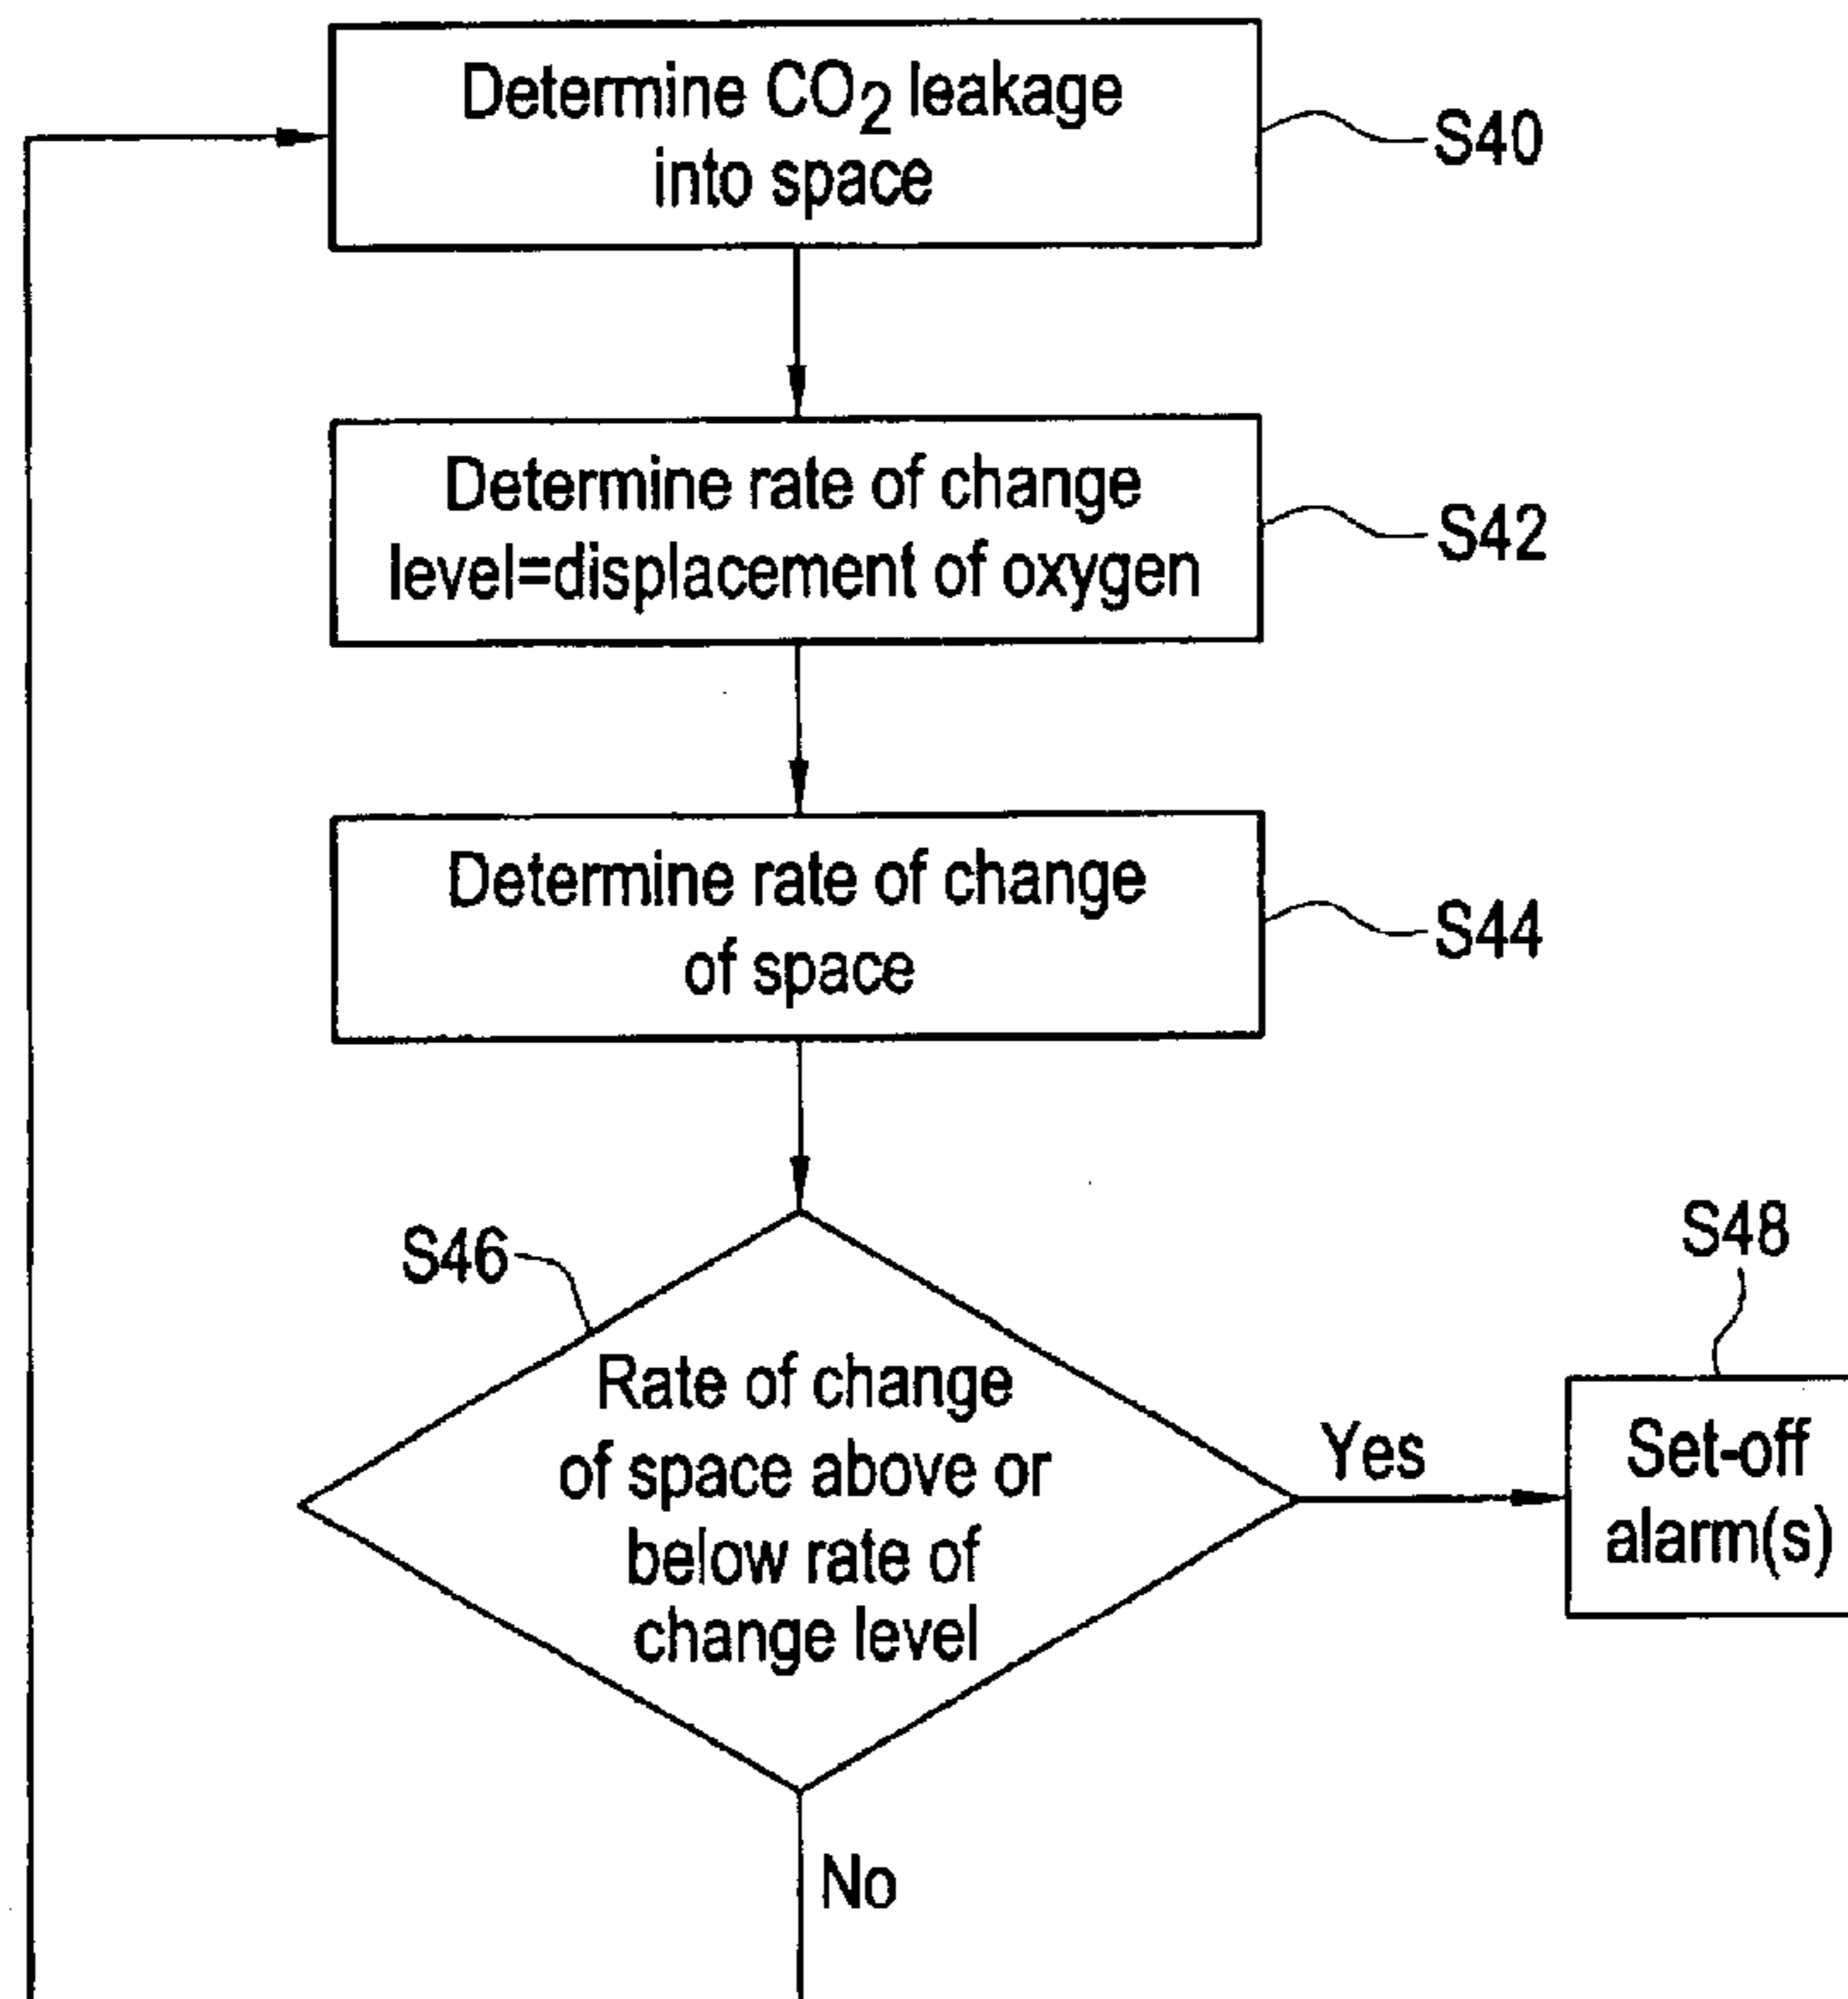 Determine CO₂ leakage
into space
S40
Determine rate of change
level=displacement of oxygen
S42
Determine rate of change
of space
S44
S46
Rate of change
of space above or
below rate of
change level
Yes
S48
Set-off
alarm(s)
No